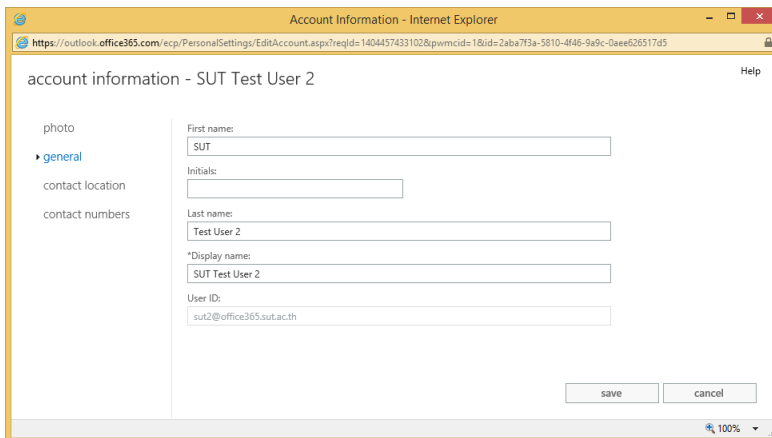 Account Information - Internet Explorer
https://outlook.office365.com/ecp/PersonalSettings/EditAccount.aspx?reqId=1404457433102&pwmcid=1&id=2aba7f3a-5810-4f46-9a9c-0aee626517d5
Help
account information - SUT Test User 2
photo
general
contact location
contact numbers
First name:
SUT
Initials:
Last name:
Test User 2
*Display name:
SUT Test User 2
User ID:
sut2@office365.sut.ac.th
save
cancel
100%